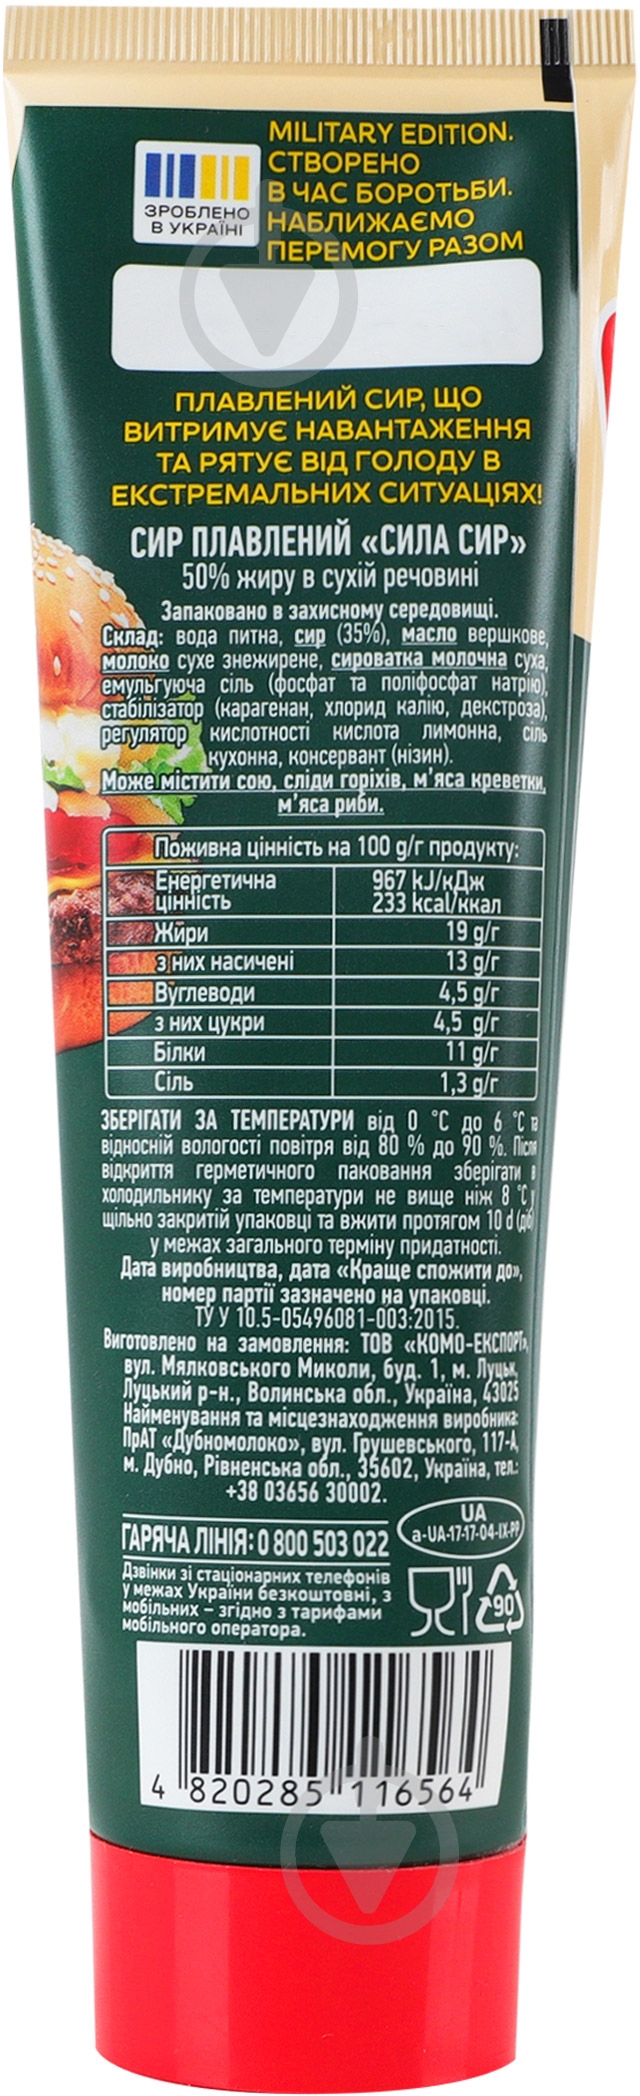 MILITARY EDITION.
СТВОРЕНО
В ЧАС БОРОТЬБИ.
НАБЛИЖАЄМО
ПЕРЕМОГУ РАЗОМ
ЗРОБЛЕНО
В УКРАЇНІ
ПЛАВЛЕНИЙ СИР, ЩО
ВИТРИМУЄ НАВАНТАЖЕННЯ
ТА РЯТУЄ ВІД ГОЛОДУ В
ЕКСТРЕМАЛЬНИХ СИТУАЦІЯХ!
СИР ПЛАВЛЕНИЙ «СИЛА СИР»
50% жиру в сухій речовині
Запаковано в захисному середовищі.
Склад: вода питна, сир (35%), масло вершкове,
молоко сухе знежирене, сироватка молочна суха,
емульгуюча сіль (фосфат та поліфосфат натрію),
стабілізатор (карагенан, хлорид калію, декстроза),
регулятор кислотності кислота лимонна, сіль
кухонна, консервант (нізин).
Може містити сою, сліди горіхів, м'яса креветки,
м'яса риби.
Поживна цінність на 100 g/г продукту:
Енергетична цінність 967 kJ/кДж
233 kcal/ккал
Жири 19 g/г
з них насичені 13 g/г
Вуглеводи 4,5 g/г
з них цукри 4,5 g/г
Білки 11 g/г
Сіль 1,3 g/г
ЗБЕРІГАТИ ЗА ТЕМПЕРАТУРИ від 0 °С до 6 °С та
відносній вологості повітря від 80 % до 90 %. Після
відкриття герметичного паковання зберігати в
холодильнику за температури не вище ніж 8 °С у
щільно закритій упаковці та вжити протягом 10 d (діб)
у межах загального терміну придатності.
Дата виробництва, дата «Краще спожити до»,
номер партії зазначено на упаковці.
ТУ У 10.5-05496081-003:2015.
Виготовлено на замовлення: ТОВ «КОМО-ЕКСПОРТ»,
вул. Мялковського Миколи, буд. 1, м. Луцьк,
Луцький р-н., Волинська обл., Україна, 43025
Найменування та місцезнаходження виробника:
ПрАТ «Дубномолоко», вул. Грушевського, 117-А,
м. Дубно, Рівненська обл., 35602, Україна, тел.:
+38 03656 30002.
UA
a-UA-17-17-04-IX-PP
ГАРЯЧА ЛІНІЯ: 0 800 503 022
Дзвінки зі стаціонарних телефонів
у межах України безкоштовні, з
мобільних – згідно з тарифами
мобільного оператора.
90
4 820285 116564